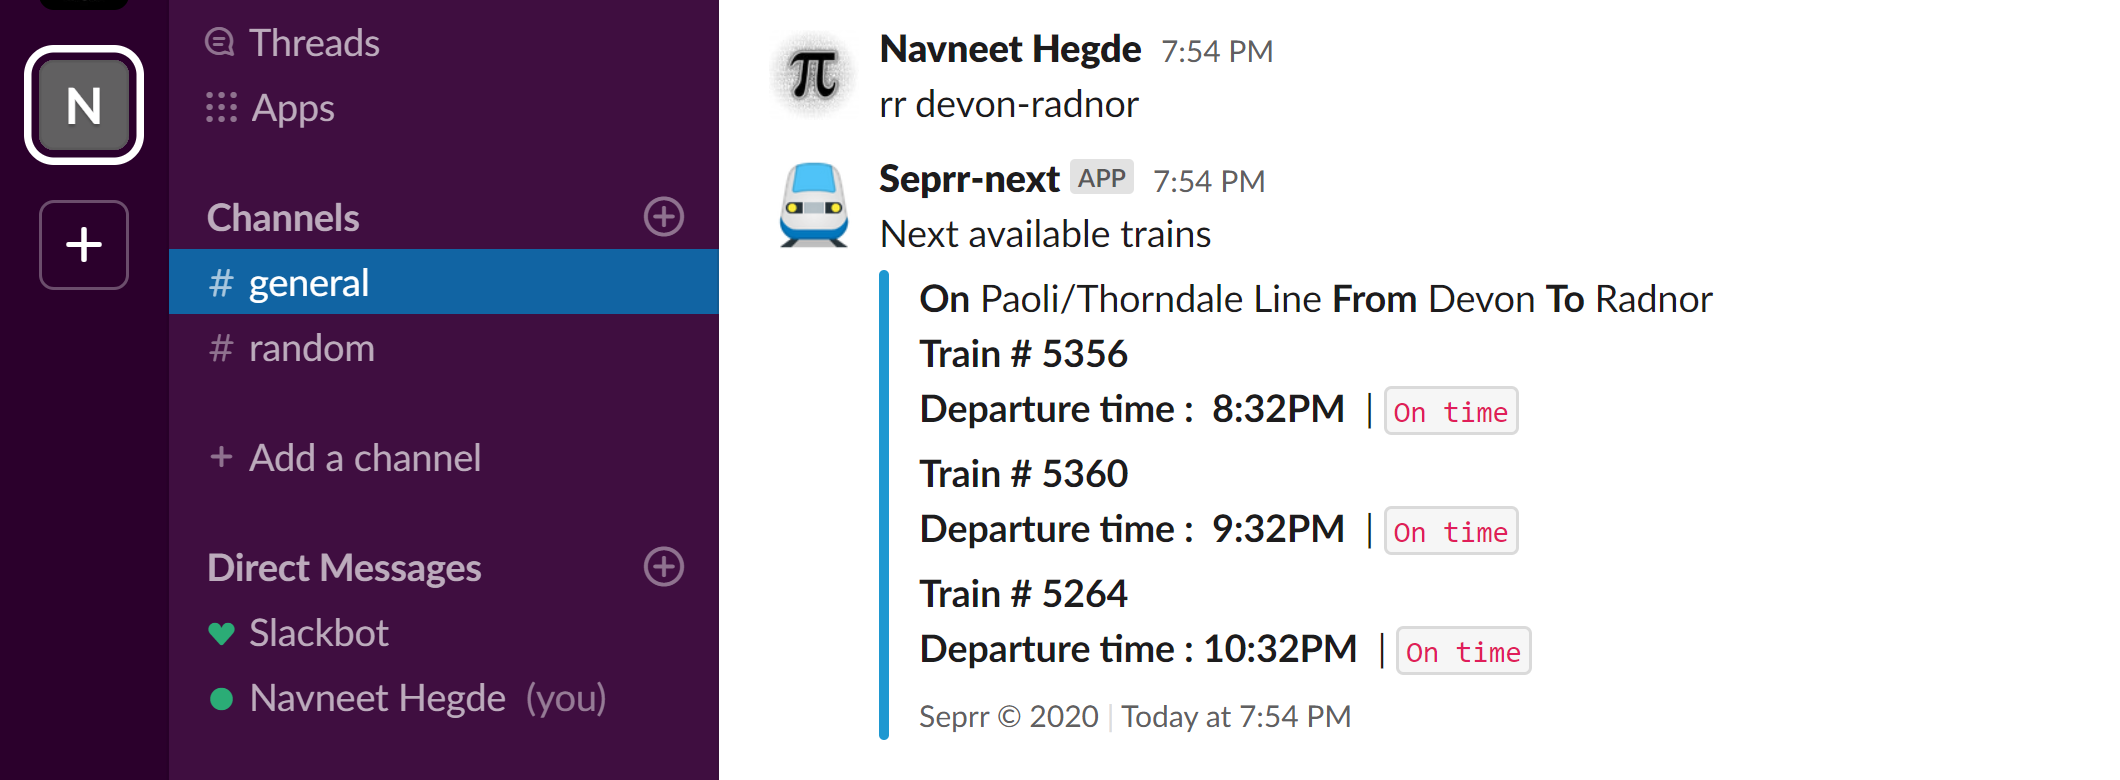 Threads
Apps
N
Channels
# general
# random
+ Add a channel
Direct Messages
Slackbot
Navneet Hegde (you)
π
Navneet Hegde 7:54 PM
rr devon-radnor
Seprr-next APP 7:54 PM
Next available trains
On Paoli/Thorndale Line From Devon To Radnor
Train # 5356
Departure time : 8:32PM | On time
Train # 5360
Departure time : 9:32PM | On time
Train # 5264
Departure time : 10:32PM | On time
Seprr © 2020 | Today at 7:54 PM